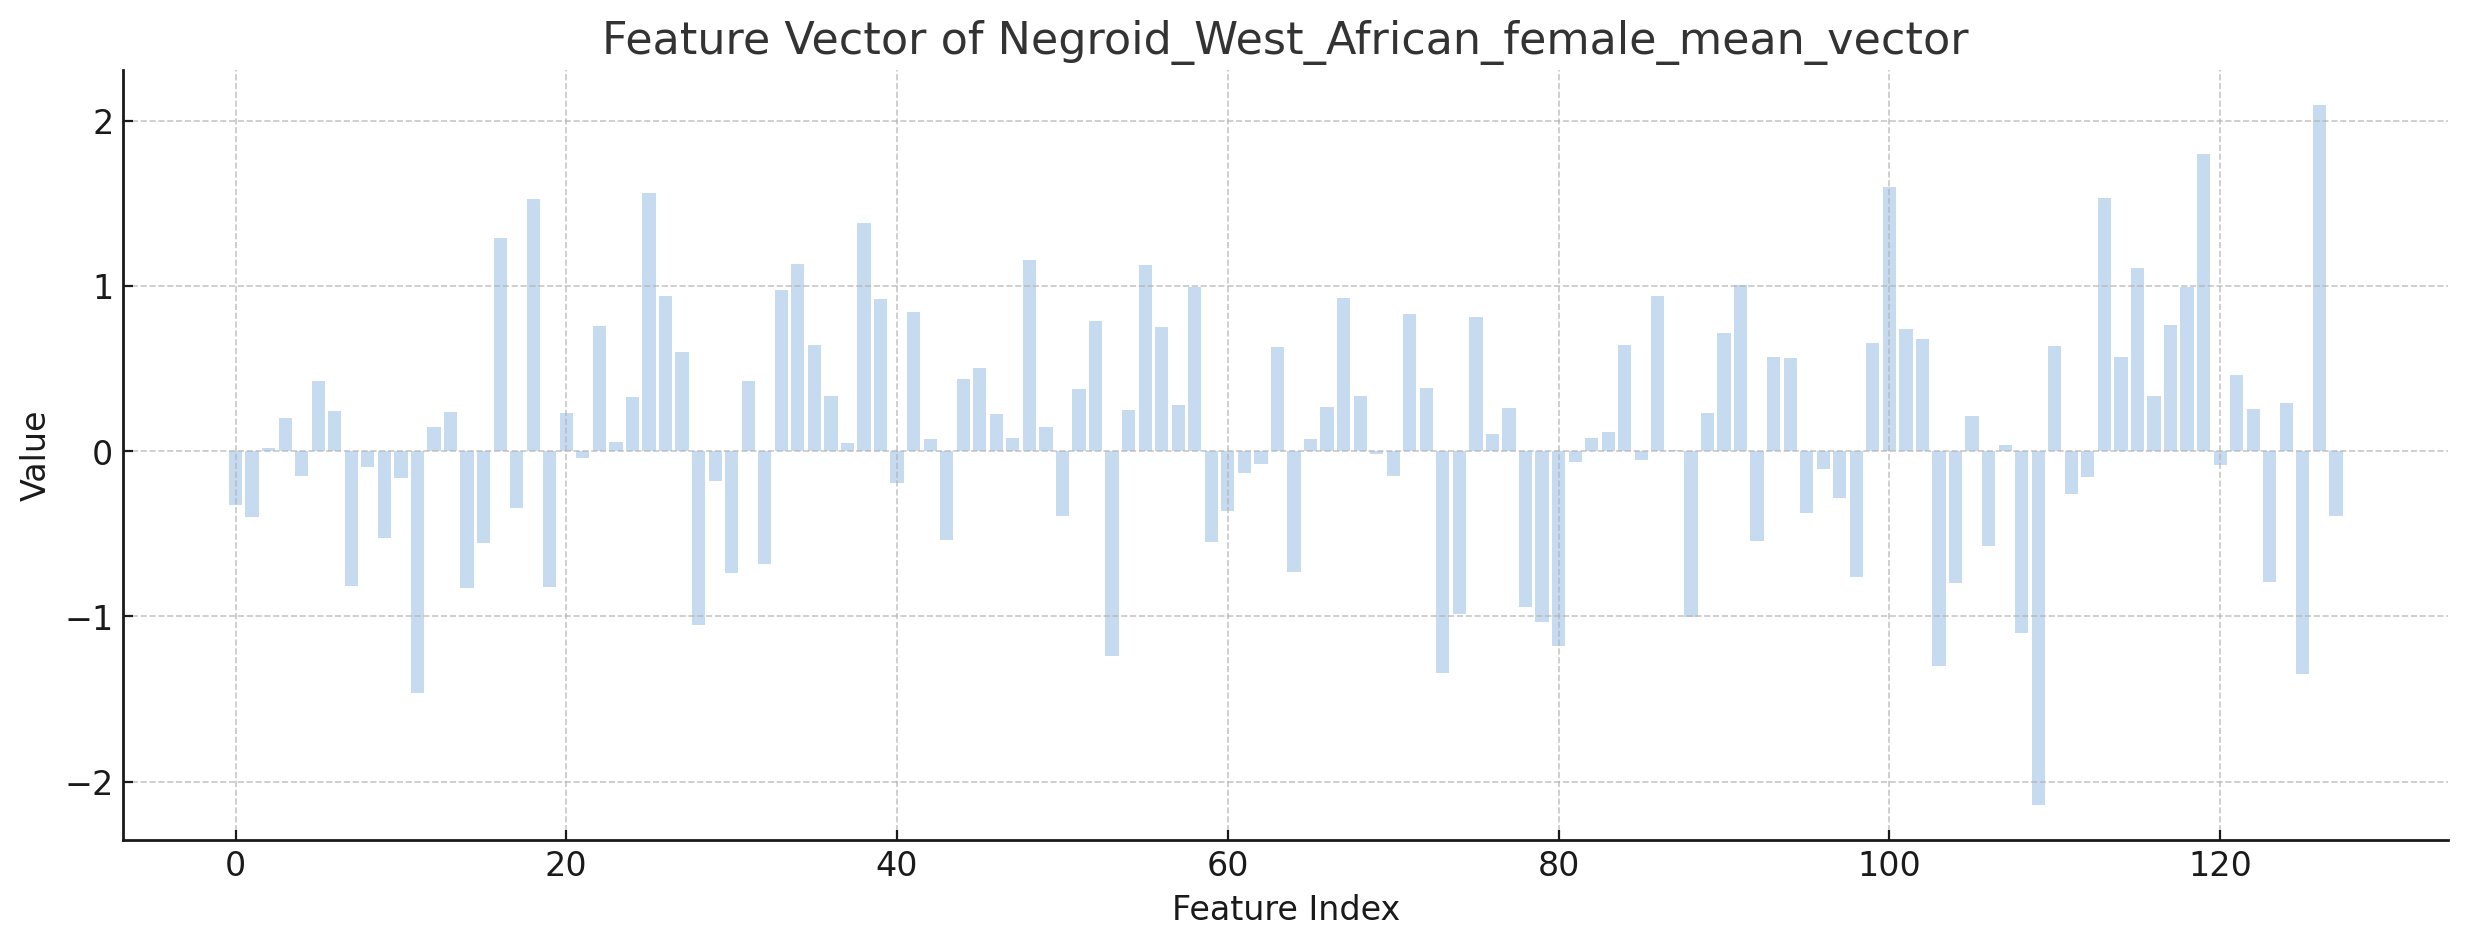 Feature Vector of Negroid_West_African_female_mean_vector
2
1
0
−1
−2
Value
0 20 40 60 80 100 120
Feature Index